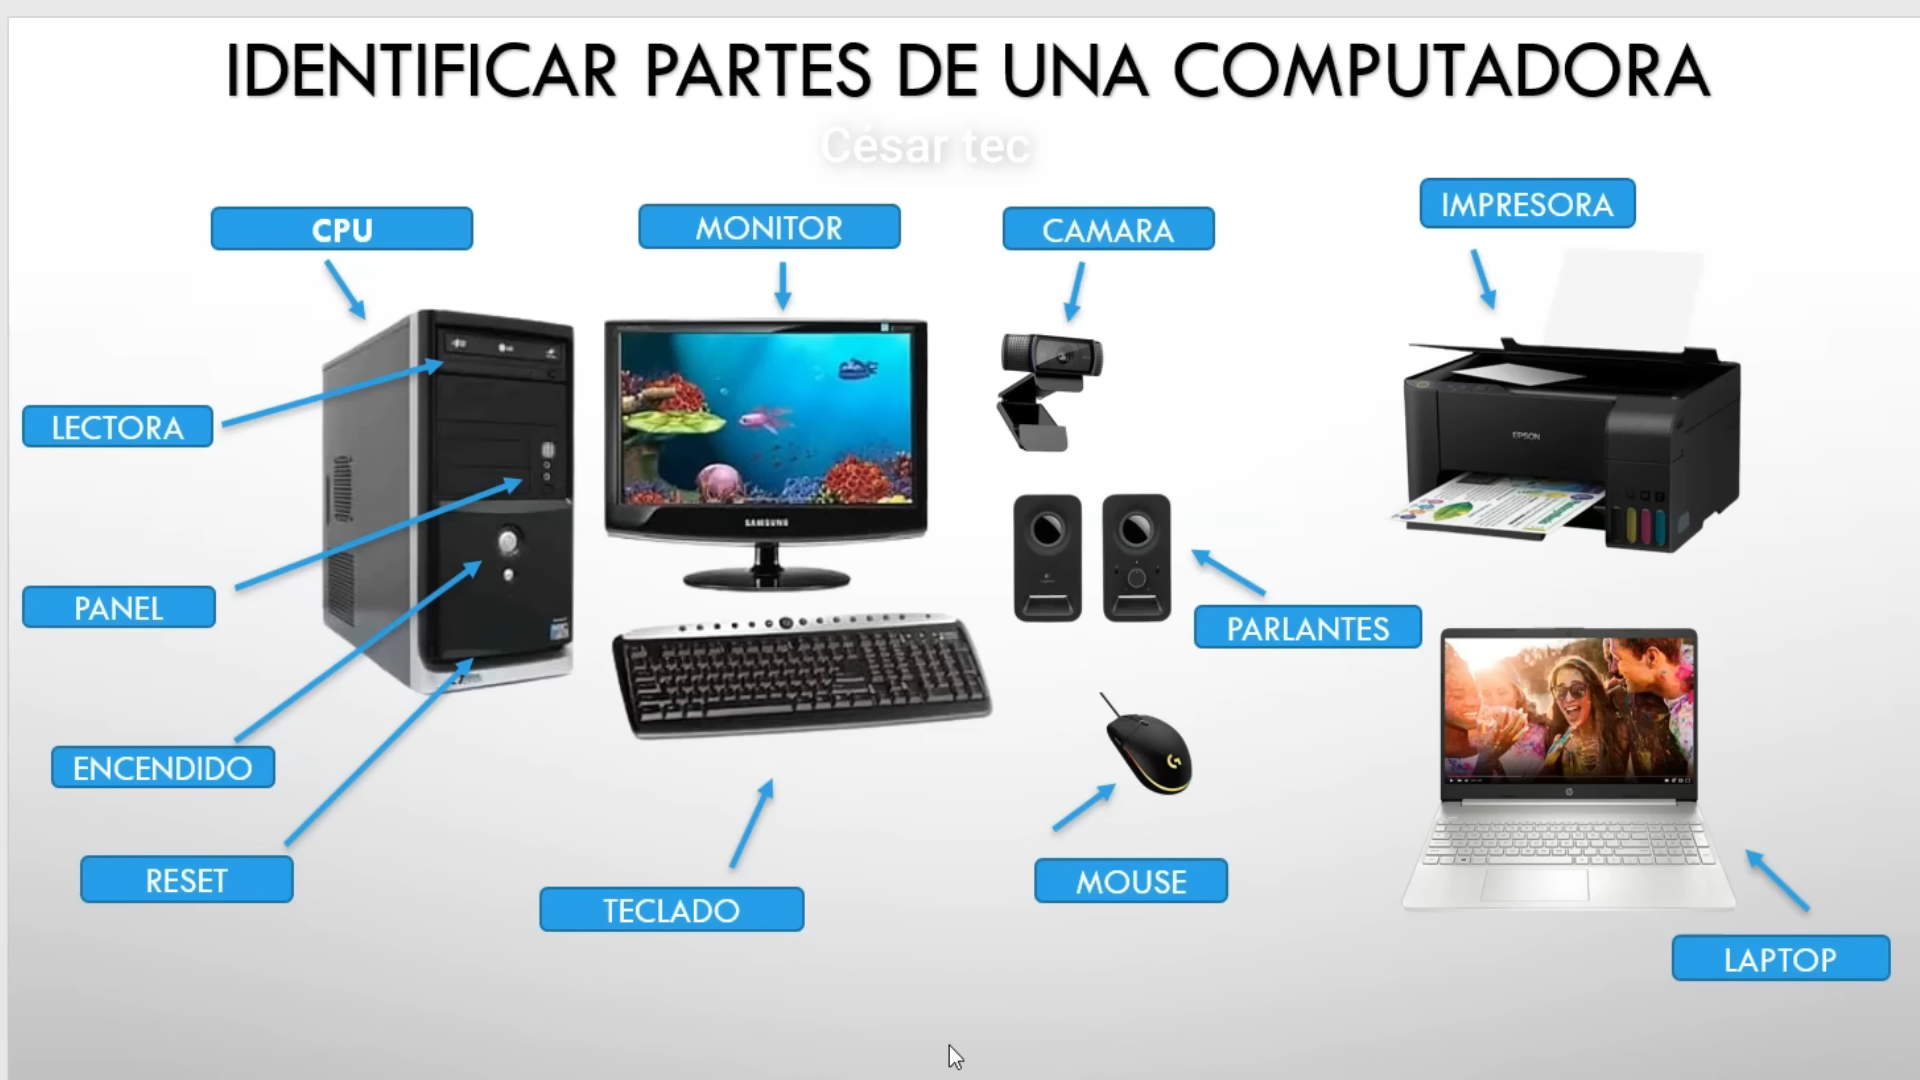 IDENTIFICAR PARTES DE UNA COMPUTADORA
César tec
CPU
MONITOR
CAMARA
IMPRESORA
LECTORA
EPSON
SAMSUNG
PANEL
PARLANTES
ENCENDIDO
RESET
TECLADO
MOUSE
LAPTOP